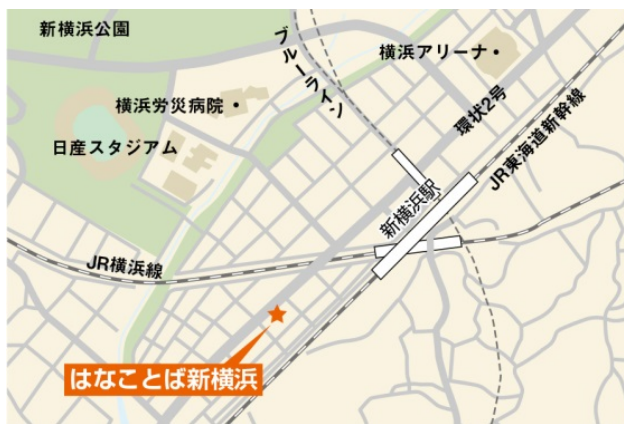 新横浜公園
ブルーライン
横浜アリーナ
横浜労災病院
環状2号
日産スタジアム
JR東海道新幹線
新横浜駅
JR横浜線
はなことば新横浜